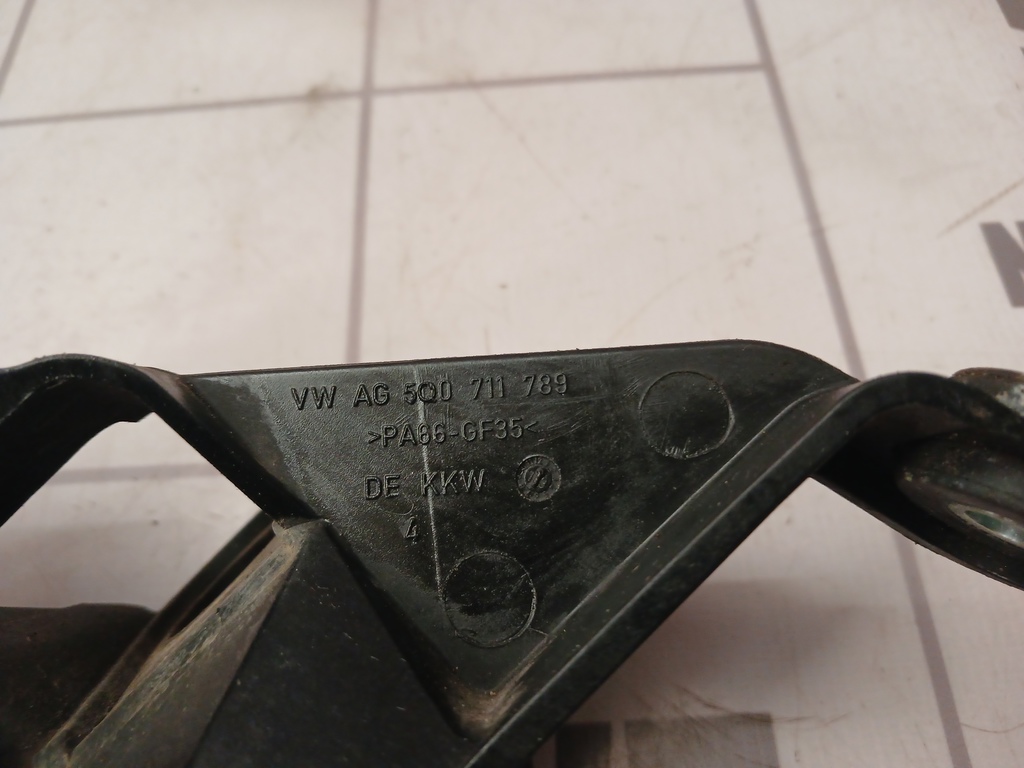 VW AG 5Q0 711 789
>PA66-GF35<
DE KKW
4